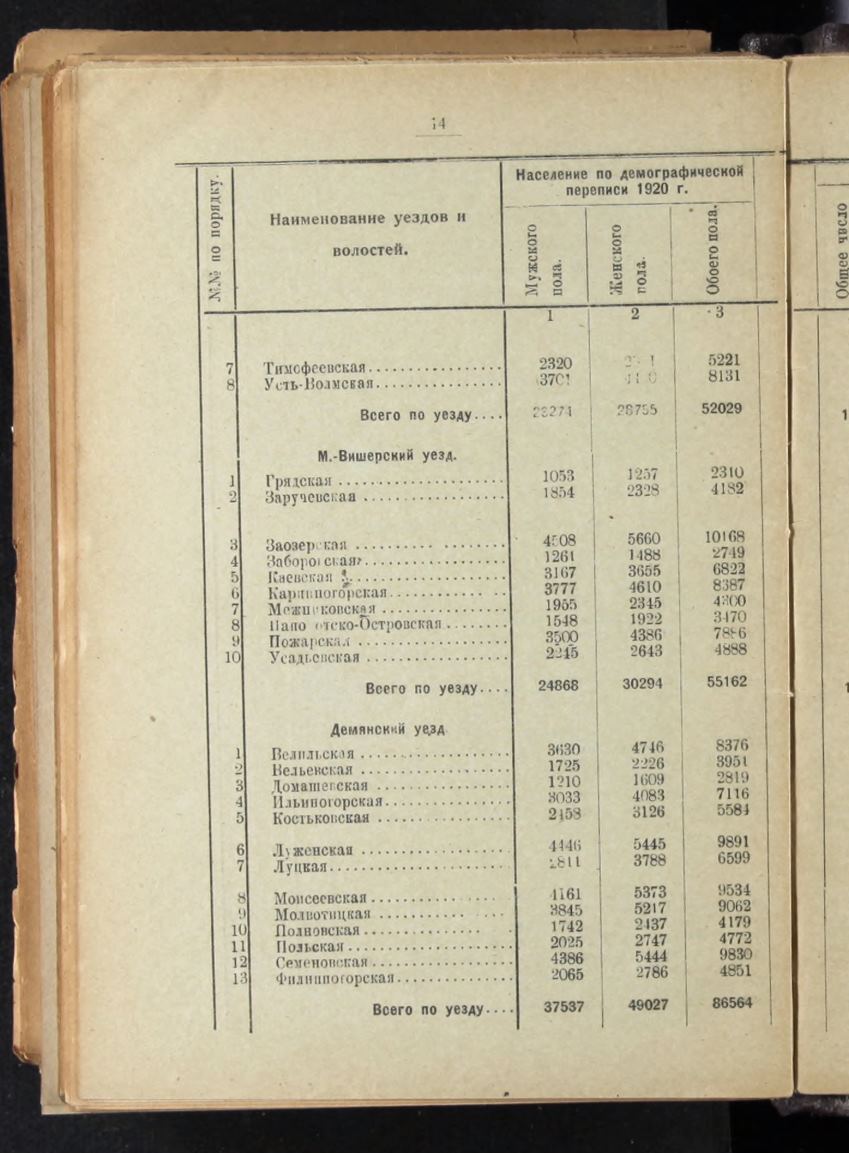 14
№№ по порядку.
Наименование уездов и
волостей.
Население по демографической
переписи 1920 г.
Мужского
пола.
Женского
пола.
Обоего пола.
Общее число
1 2 3
7 Тимофеевская 2320 5221
8 Усть-Волмская 3701 8131
Всего по уезду 28755 52029
М.-Вишерский уезд.
1 Грядская 1053 1257 2310
2 Заручевская 1854 2328 4182
3 Заозерская 4508 5660 10168
4 1261 1488 2749
5 Каевская 3167 3655 6822
6 Карпиногорская 3777 4610 8387
7 1955 2345 4300
8 1548 1922 3470
9 Пожарская 3500 4386 7886
10 Усадьевская 2245 2643 4888
Всего по уезду 24868 30294 55162
Демянский уезд
1 Велильская 3630 4746 8376
2 Вельевская 1725 2226 3951
3 1210 1609 2819
4 Ильиногорская 3033 4083 7116
5 Костьковская 2458 3126 5584
6 Луженская 4446 5445 9891
7 Луцкая 3788 6599
8 Моисеевская 4161 5373 9534
9 Молвотицкая 3845 5217 9062
10 Полновская 1742 2437 4179
11 Польская 2025 2747 4772
12 Семеновская 4386 5444 9830
13 Филиппогорская 2065 2786 4851
Всего по уезду 37537 49027 86564